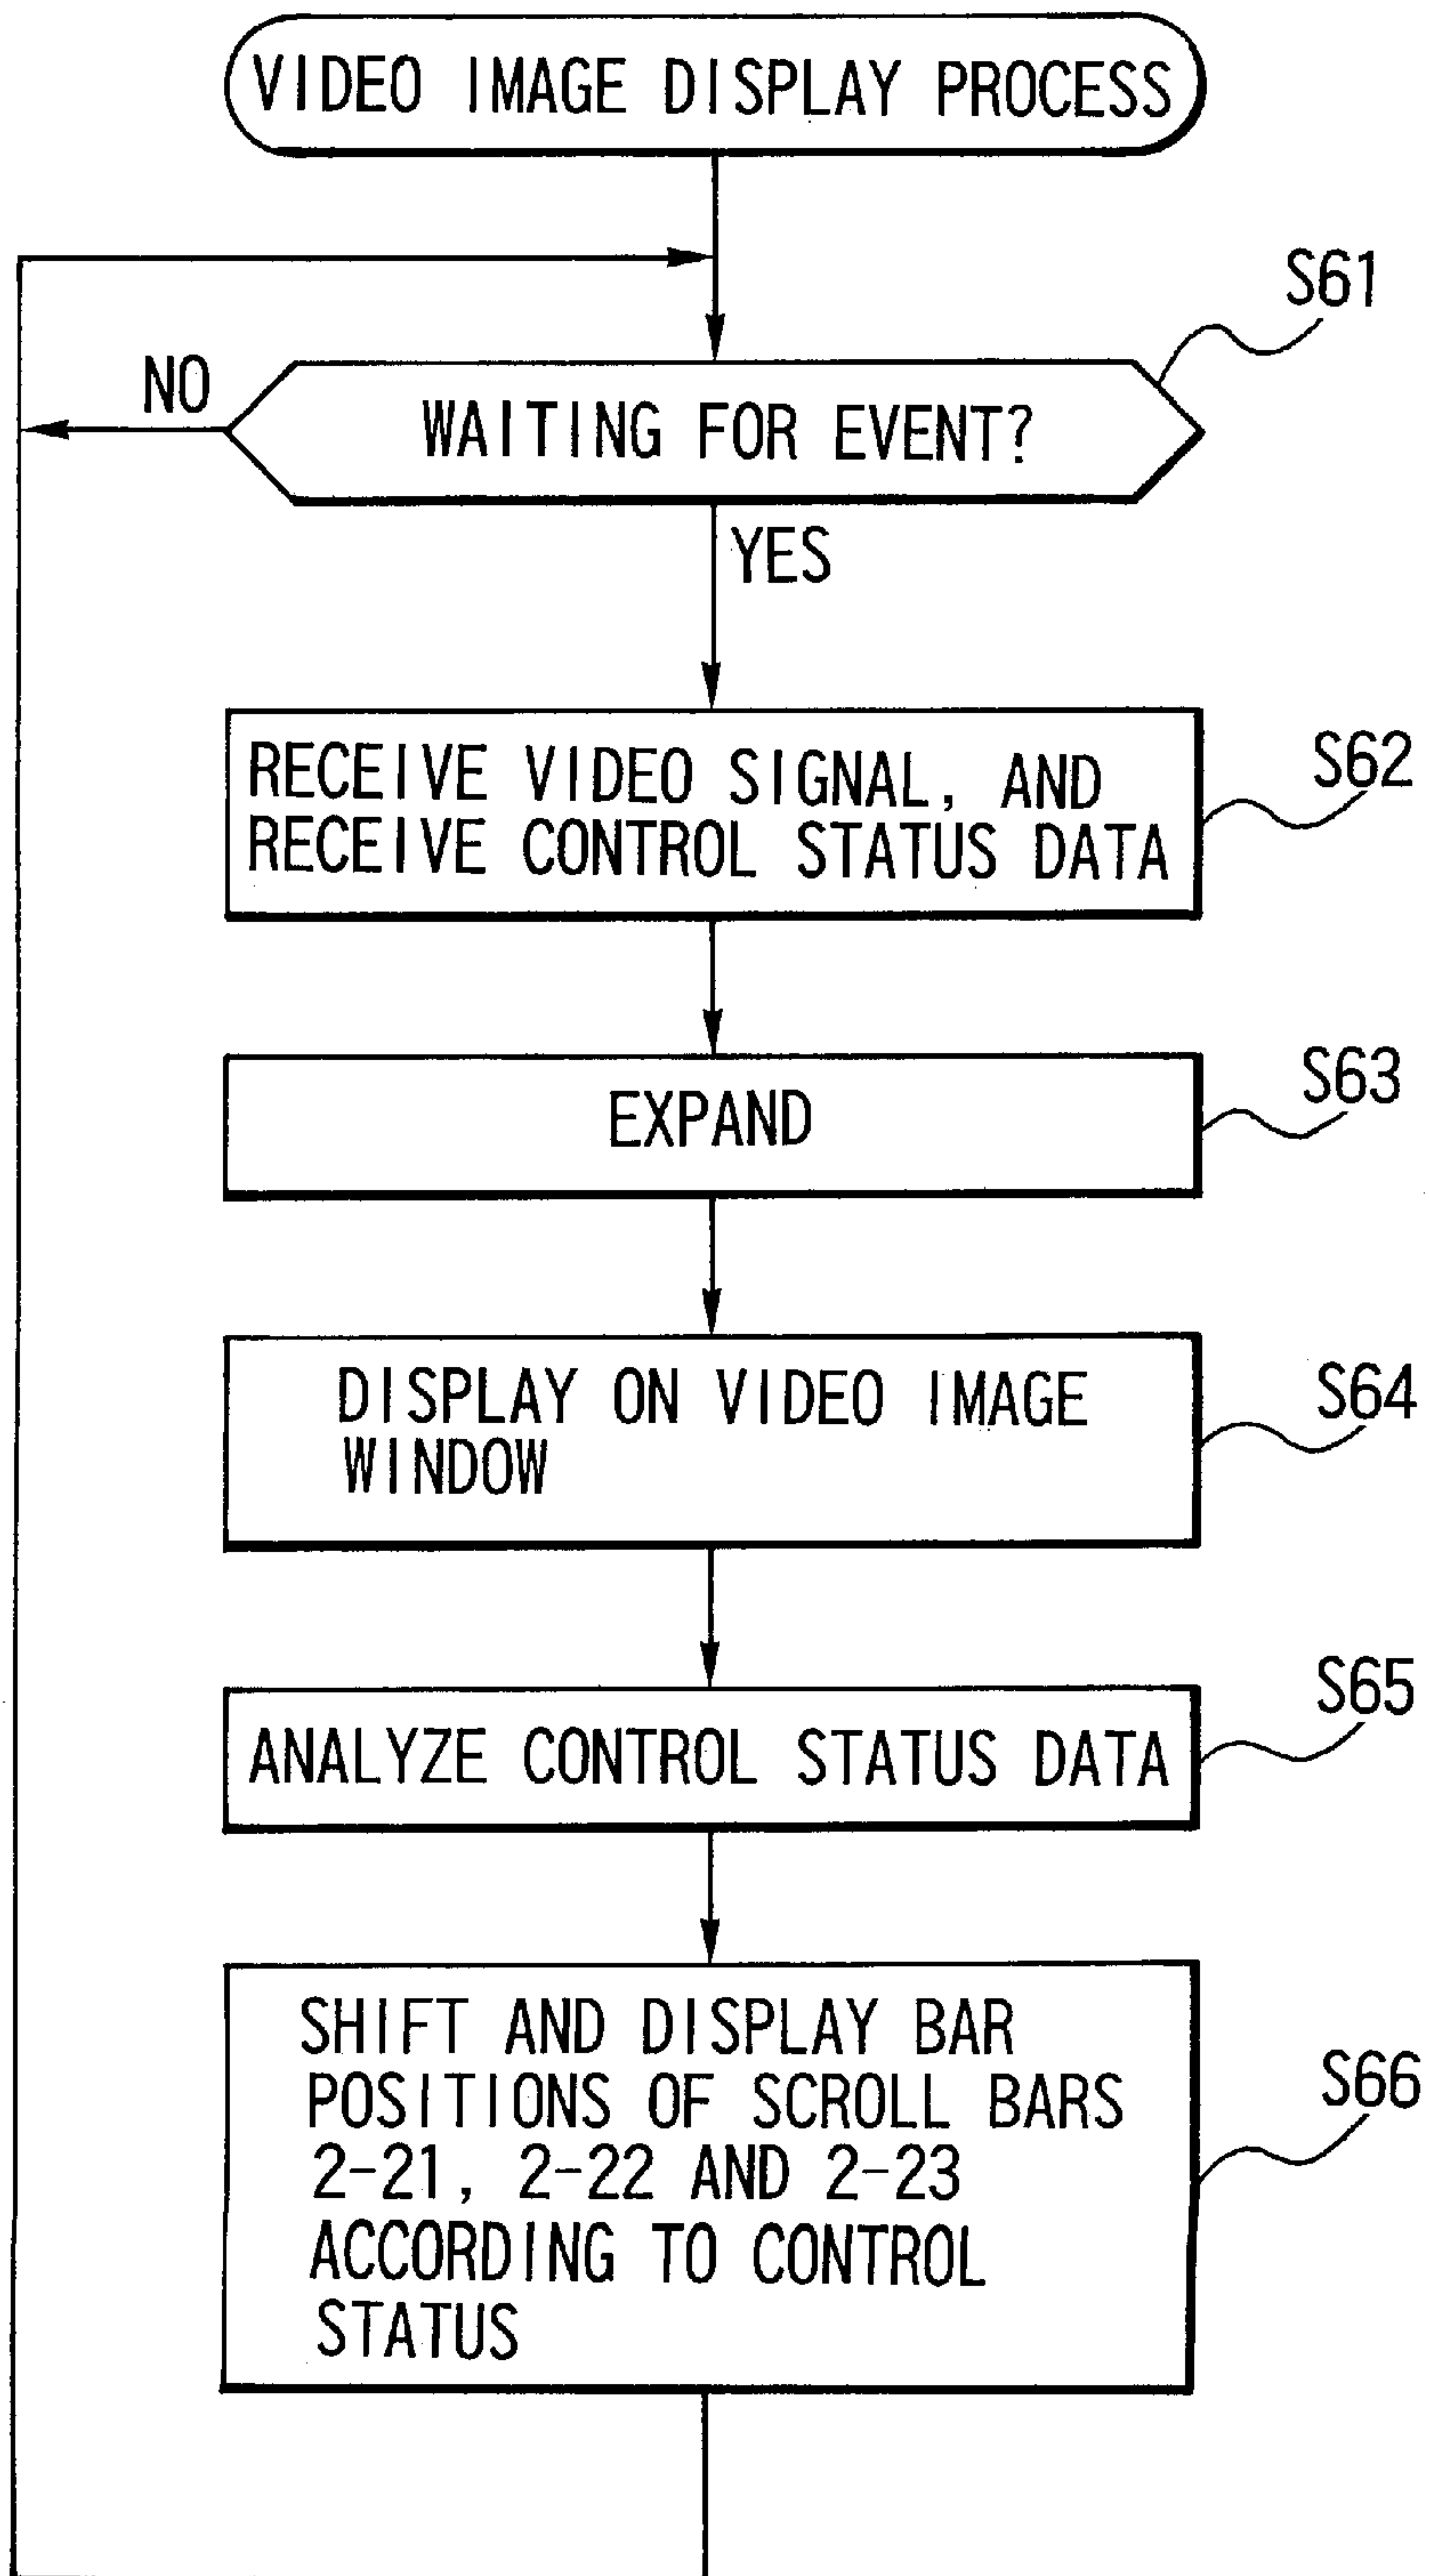 VIDEO IMAGE DISPLAY PROCESS
S61
NO
WAITING FOR EVENT?
YES
RECEIVE VIDEO SIGNAL, AND
RECEIVE CONTROL STATUS DATA
S62
EXPAND
S63
DISPLAY ON VIDEO IMAGE
WINDOW
S64
ANALYZE CONTROL STATUS DATA
S65
SHIFT AND DISPLAY BAR
POSITIONS OF SCROLL BARS
2-21, 2-22 AND 2-23
ACCORDING TO CONTROL
STATUS
S66